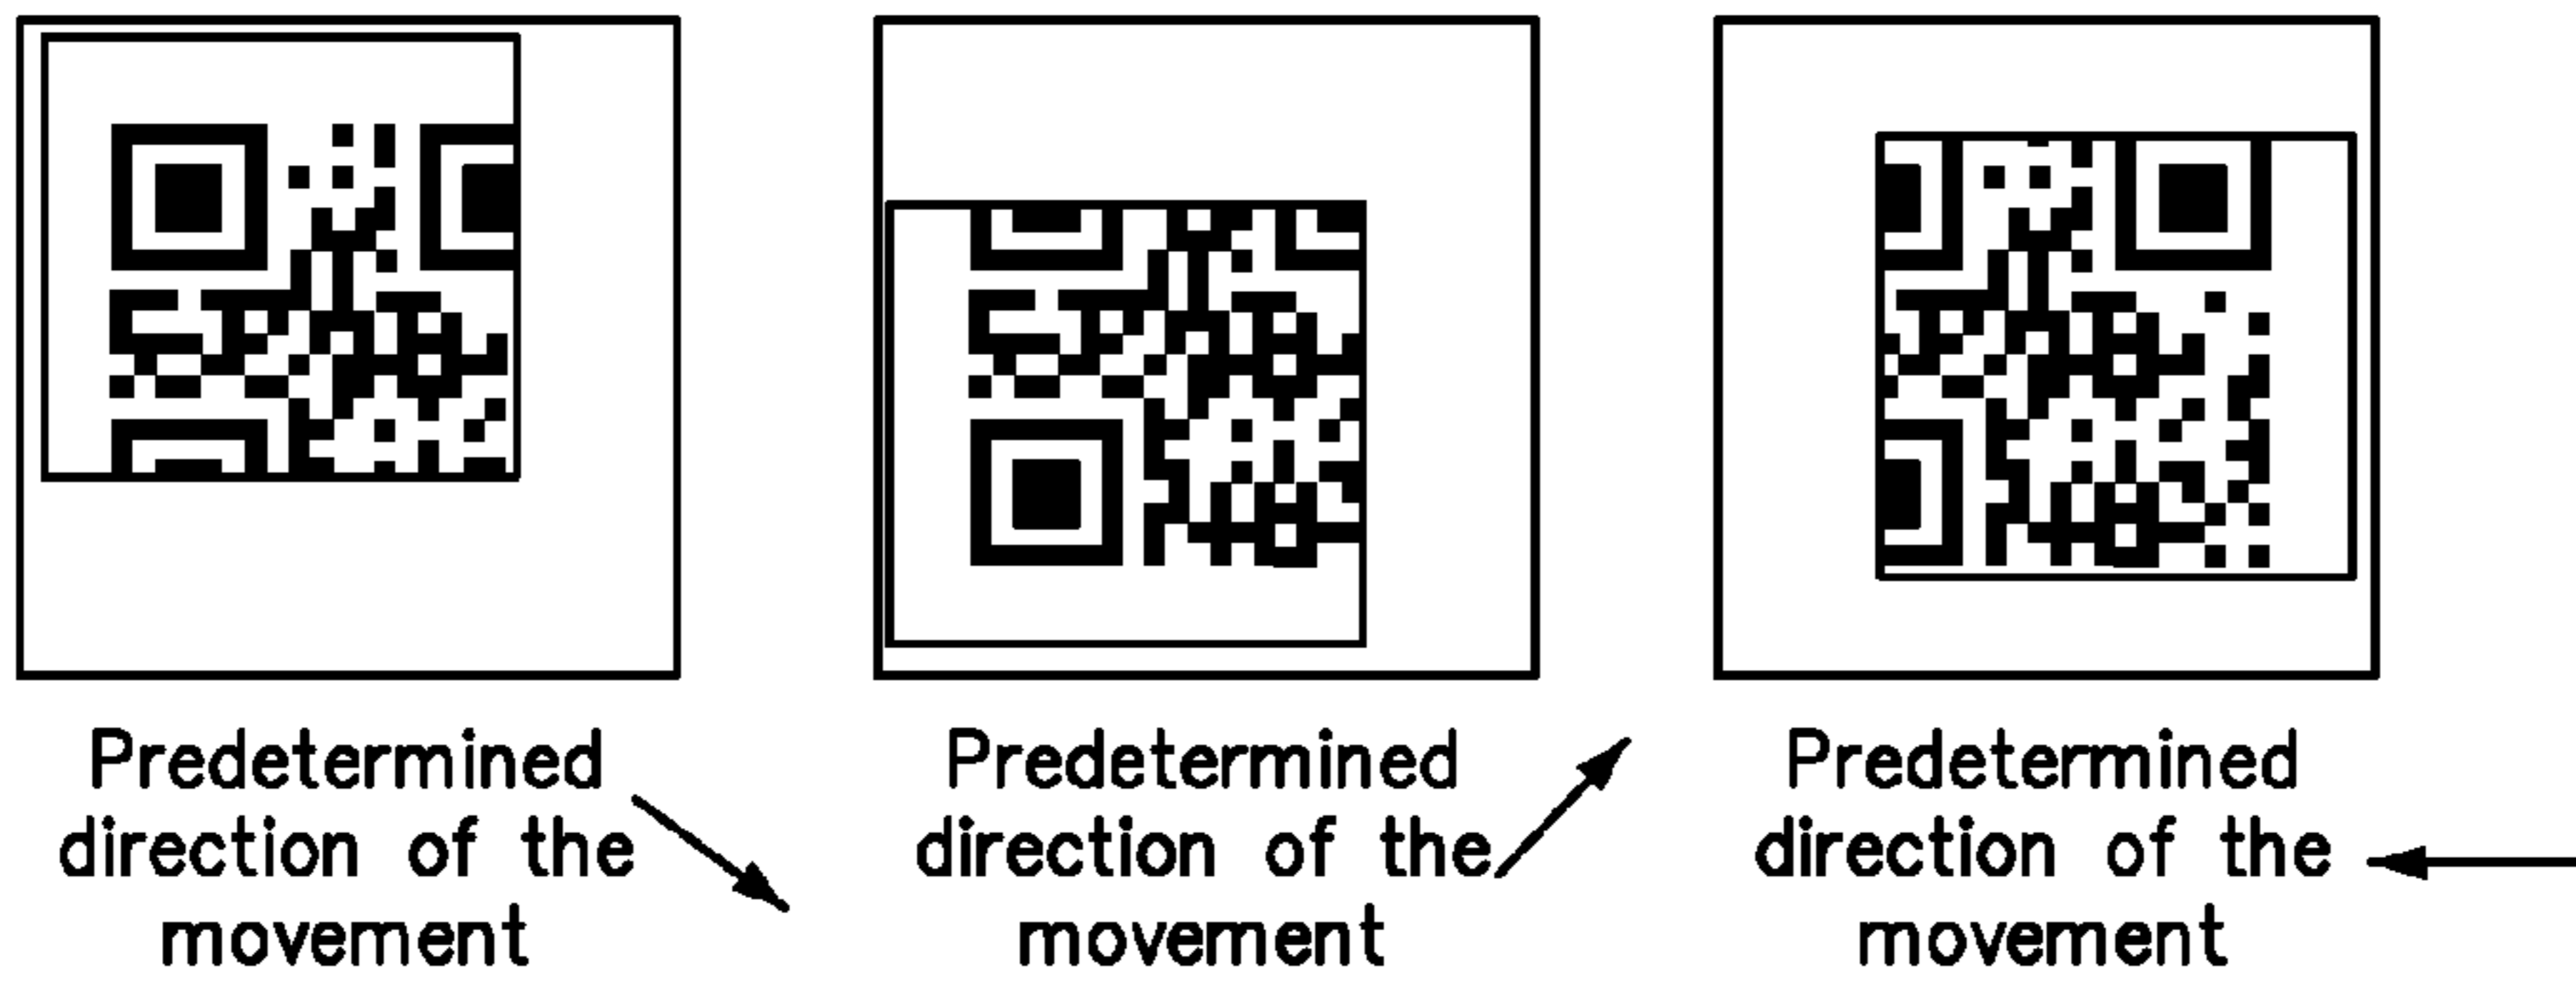 Predetermined
direction of the
movement
Predetermined
direction of the
movement
Predetermined
direction of the
movement